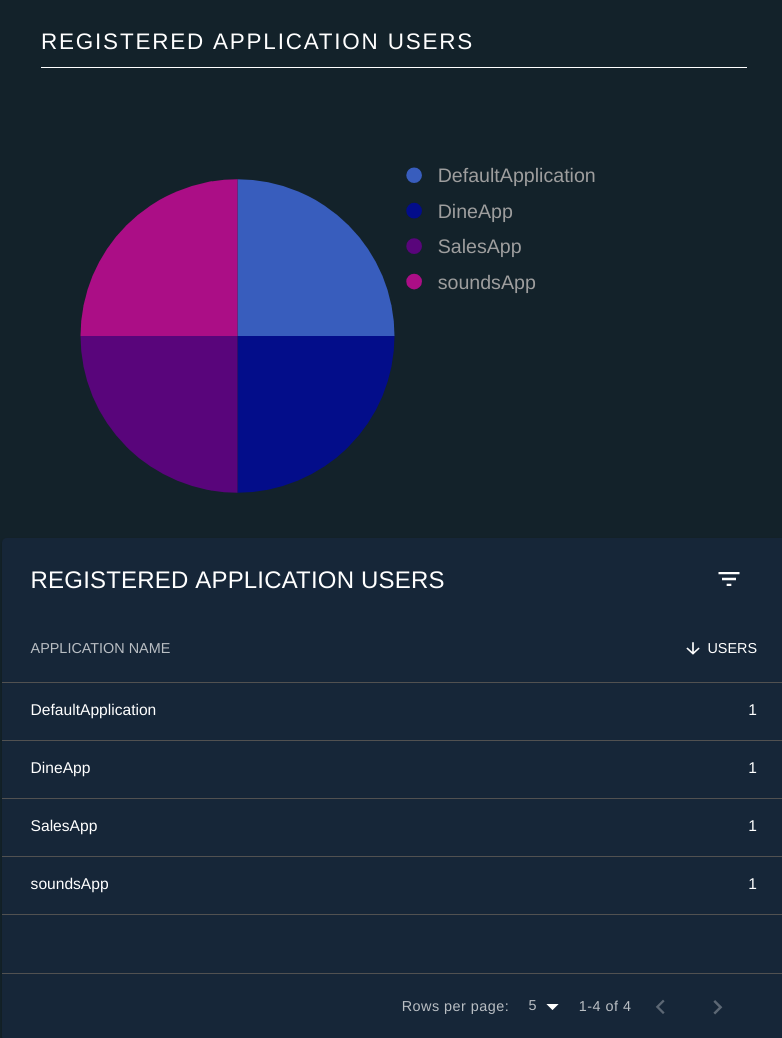 REGISTERED APPLICATION USERS
DefaultApplication
DineApp
SalesApp
soundsApp
REGISTERED APPLICATION USERS
APPLICATION NAME USERS
DefaultApplication 1
DineApp 1
SalesApp 1
soundsApp 1
Rows per page: 5 1-4 of 4